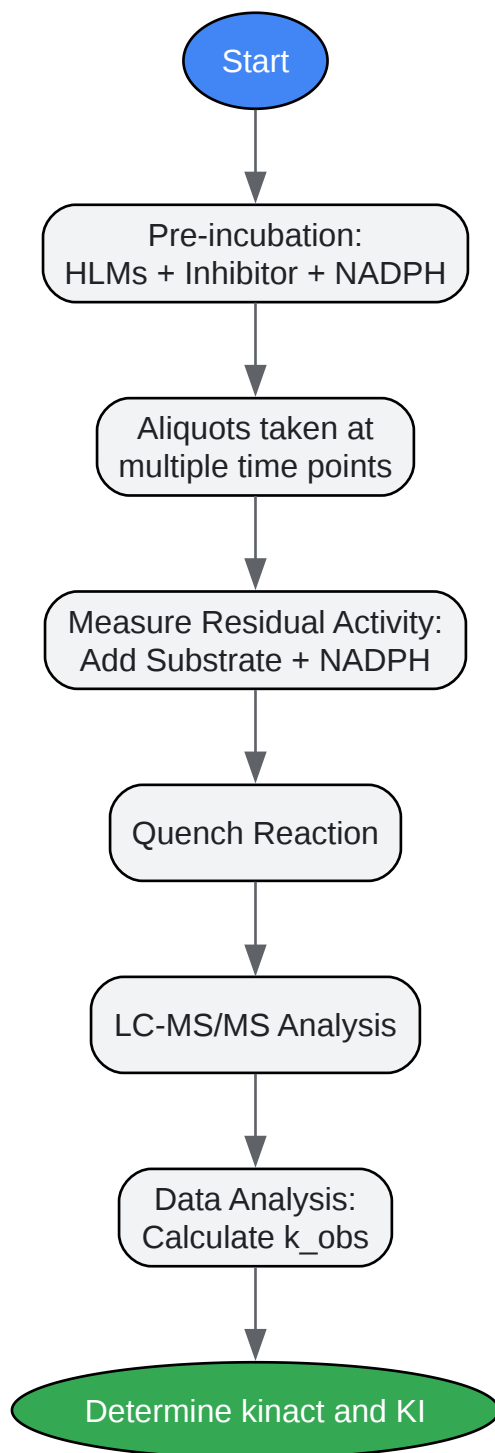 Start
Pre-incubation:
HLMs + Inhibitor + NADPH
Aliquots taken at
multiple time points
Measure Residual Activity:
Add Substrate + NADPH
Quench Reaction
LC-MS/MS Analysis
Data Analysis:
Calculate k_obs
Determine kinact and KI